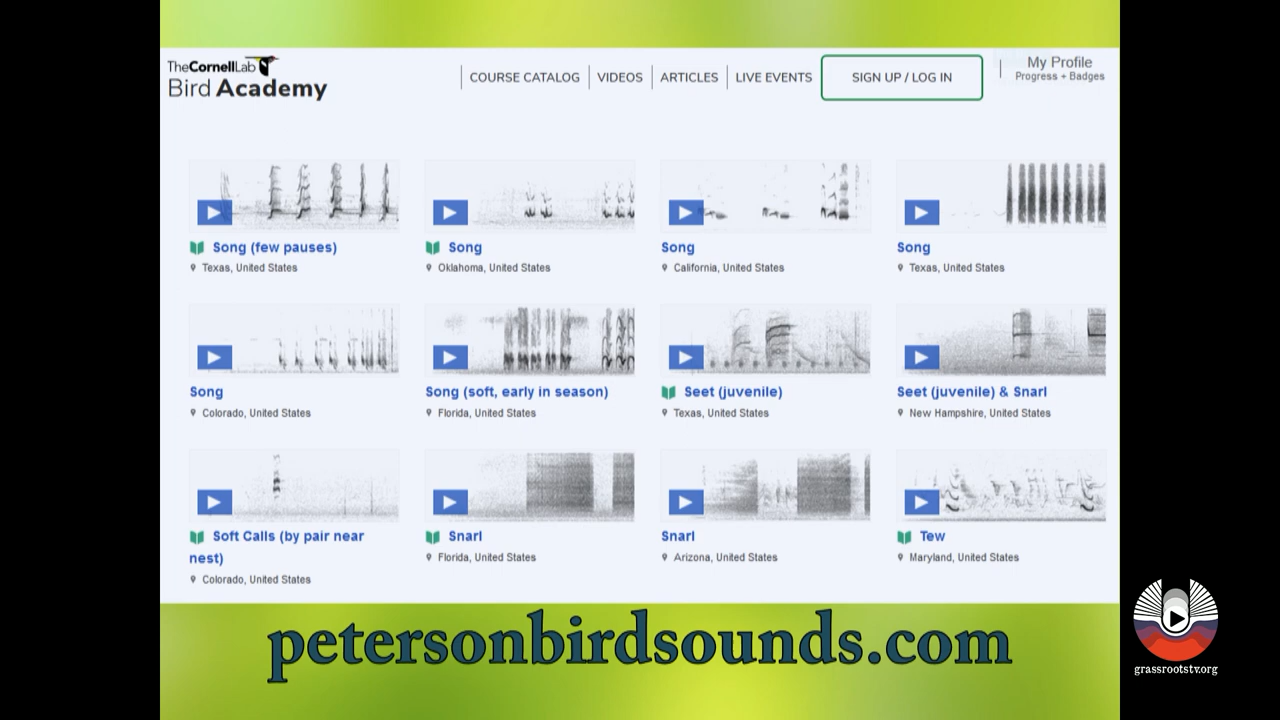 TheCornellLab
Bird Academy
COURSE CATALOG
VIDEOS
ARTICLES
LIVE EVENTS
SIGN UP / LOG IN
My Profile
Progress + Badges
Song (few pauses)
Texas, United States
Song
Oklahoma, United States
Song
California, United States
Song
Texas, United States
Song
Colorado, United States
Song (soft, early in season)
Florida, United States
Seet (juvenile)
Texas, United States
Seet (juvenile) & Snarl
New Hampshire, United States
Soft Calls (by pair near
nest)
Colorado, United States
Snarl
Florida, United States
Snarl
Arizona, United States
Tew
Maryland, United States
petersonbirdsounds.com
grassrootstv.org